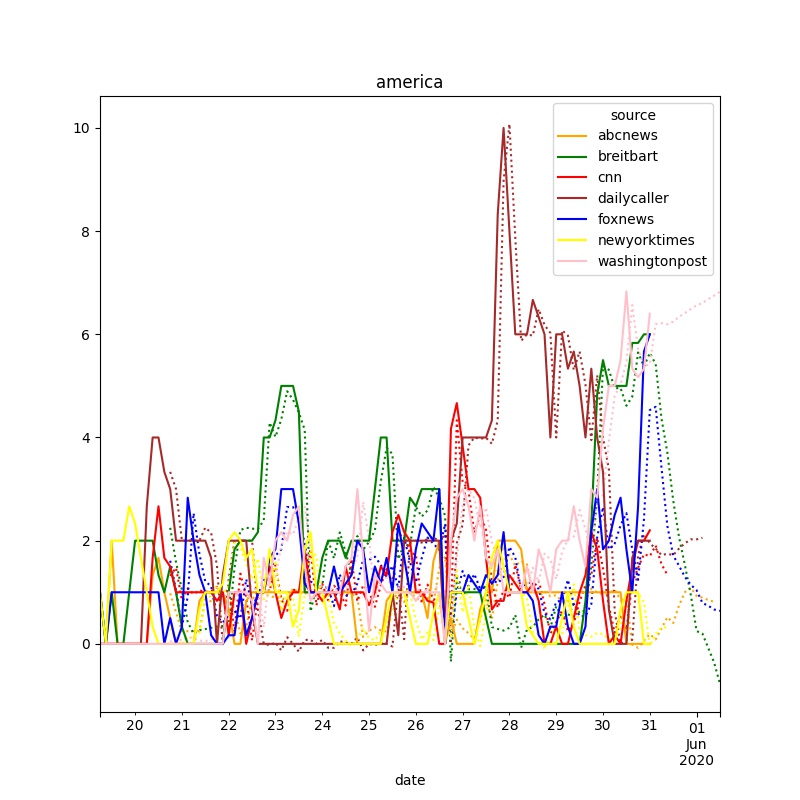 america
source
abcnews
breitbart
cnn
dailycaller
foxnews
newyorktimes
washingtonpost
10
8
6
4
2
0
20 21 22 23 24 25 26 27 28 29 30 31 01
Jun
2020
date